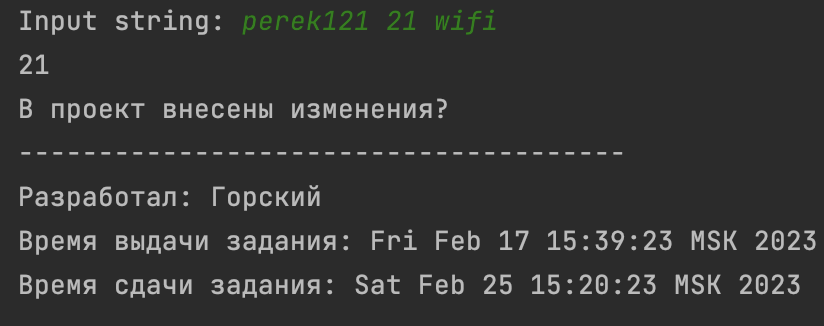 Input string: perek121 21 wifi
21
В проект внесены изменения?
--------------------------------------
Разработал: Горский
Время выдачи задания: Fri Feb 17 15:39:23 MSK 2023
Время сдачи задания: Sat Feb 25 15:20:23 MSK 2023